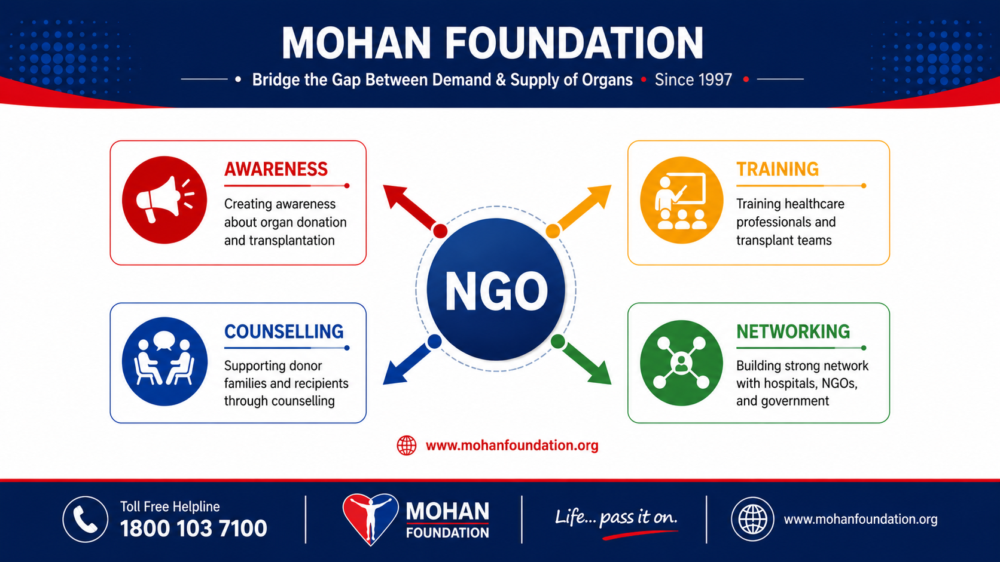 MOHAN FOUNDATION
Bridge the Gap Between Demand & Supply of Organs • Since 1997
AWARENESS
Creating awareness
about organ donation
and transplantation
TRAINING
Training healthcare
professionals and
transplant teams
NGO
COUNSELLING
Supporting donor
families and recipients
through counselling
NETWORKING
Building strong network
with hospitals, NGOs,
and government
www.mohanfoundation.org
Toll Free Helpline
1800 103 7100
MOHAN
FOUNDATION
Life... pass it on.
www.mohanfoundation.org